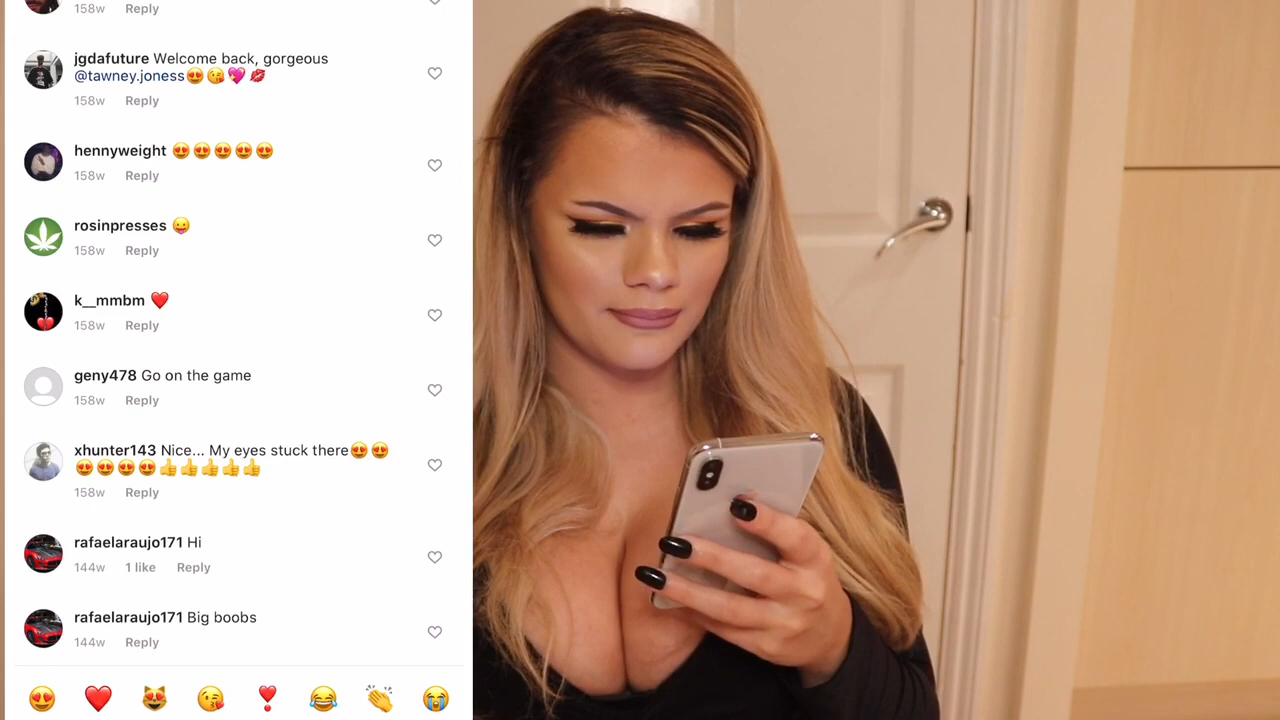 158w Reply
jgdafuture Welcome back, gorgeous
@tawney.joness😍😘💖💋
158w Reply
hennyweight 😍😍😍😍😍
158w Reply
rosinpresses 😛
158w Reply
k__mmbm ❤️
158w Reply
geny478 Go on the game
158w Reply
xhunter143 Nice... My eyes stuck there😍😍
😍😍😍😍👍👍👍👍👍
158w Reply
rafaelaraujo171 Hi
144w 1 like Reply
rafaelaraujo171 Big boobs
144w Reply
😍❤️😻😘❣️😂👏😭